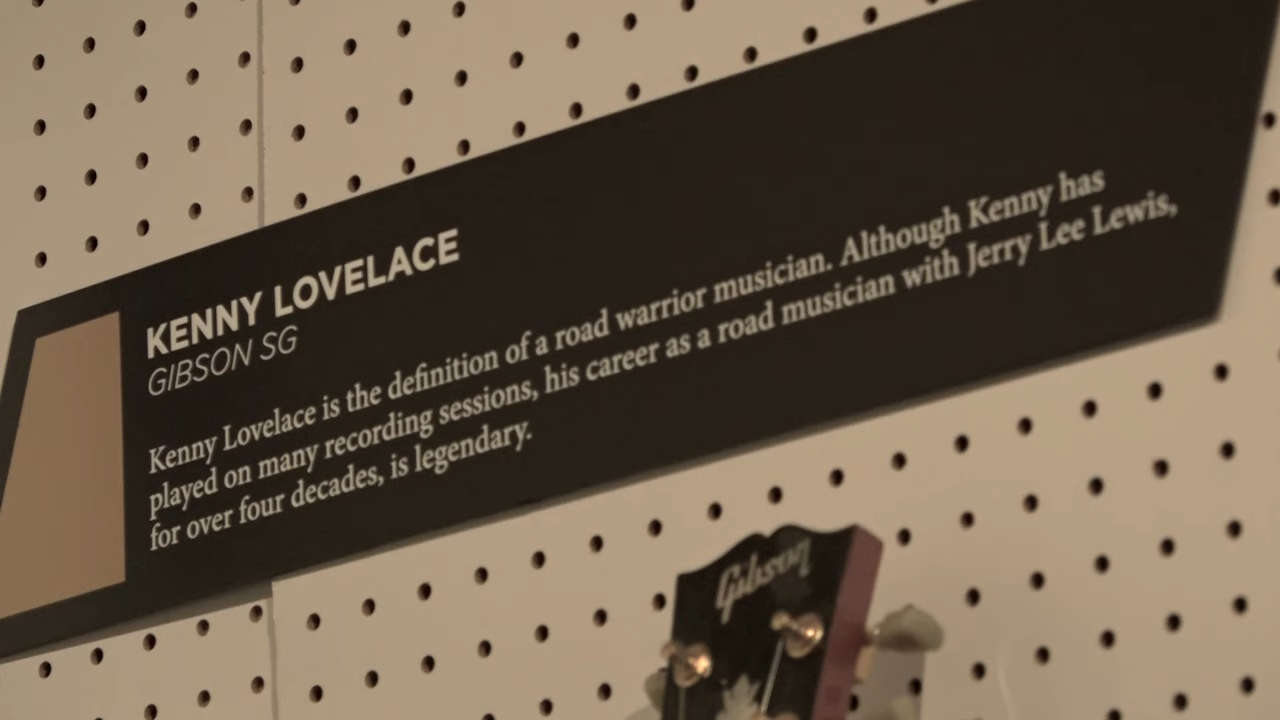 KENNY LOVELACE
GIBSON SG
Kenny Lovelace is the definition of a road warrior musician. Although Kenny has
played on many recording sessions, his career as a road musician with Jerry Lee Lewis,
for over four decades, is legendary.
Gibson